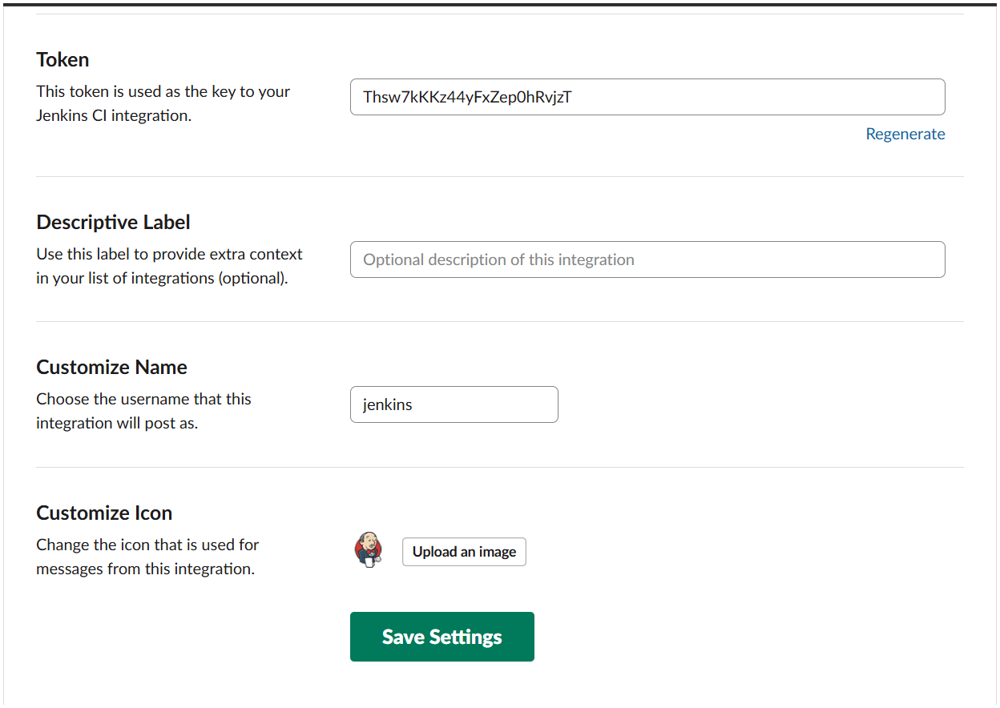 Token
This token is used as the key to your
Jenkins CI integration.
Thsw7kKKz44yFxZep0hRvjzT
Regenerate
Descriptive Label
Use this label to provide extra context
in your list of integrations (optional).
Optional description of this integration
Customize Name
Choose the username that this
integration will post as.
jenkins
Customize Icon
Change the icon that is used for
messages from this integration.
Upload an image
Save Settings